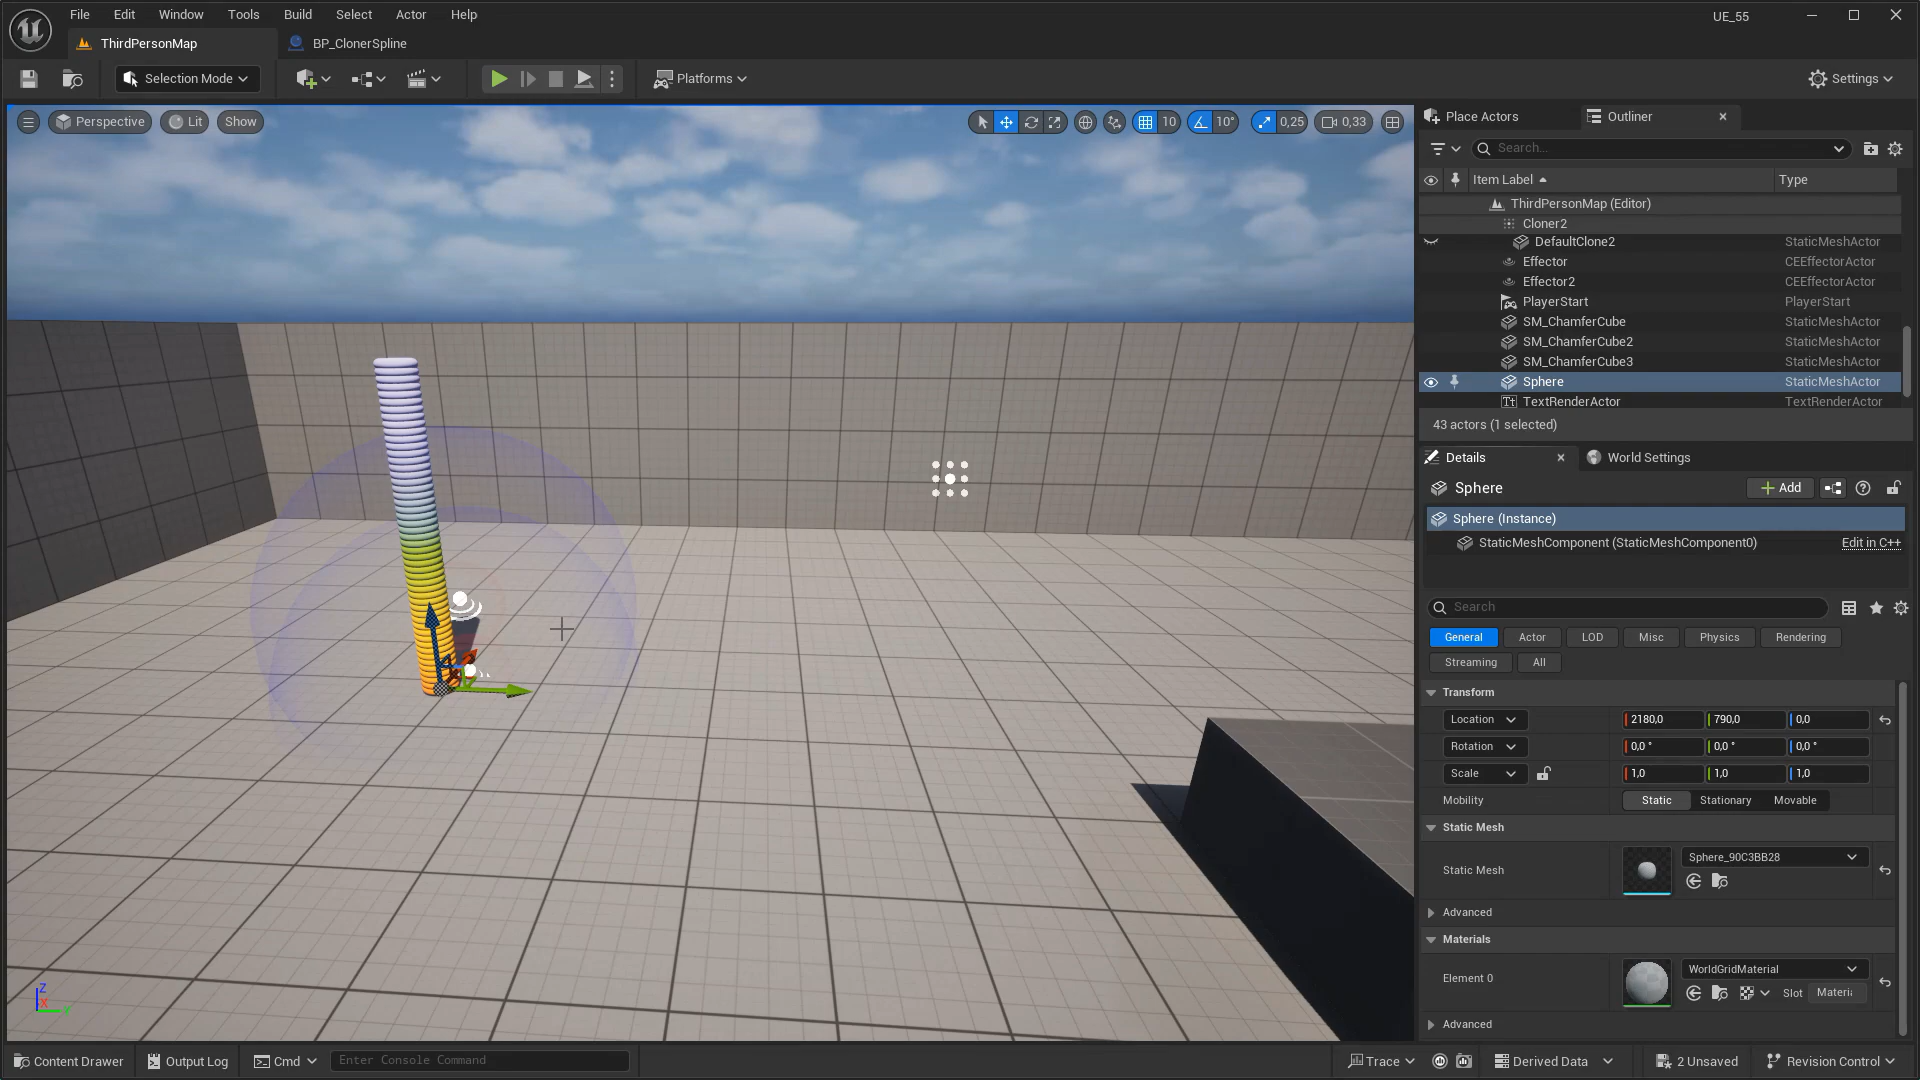 File Edit Window Tools Build Select Actor Help
UE_55
ThirdPersonMap
BP_ClonerSpline
Selection Mode
Platforms
Settings
Perspective
Lit
Show
10
10°
0,25
0,33
Place Actors
Outliner
Search...
Item Label
Type
ThirdPersonMap (Editor)
Cloner2
DefaultClone2 StaticMeshActor
Effector CEEffectorActor
Effector2 CEEffectorActor
PlayerStart PlayerStart
SM_ChamferCube StaticMeshActor
SM_ChamferCube2 StaticMeshActor
SM_ChamferCube3 StaticMeshActor
Sphere StaticMeshActor
TextRenderActor TextRenderActor
43 actors (1 selected)
Details
World Settings
Sphere
Add
Sphere (Instance)
StaticMeshComponent (StaticMeshComponent0) Edit in C++
Search
General Actor LOD Misc Physics Rendering
Streaming All
Transform
Location 2180,0 790,0 0,0
Rotation 0,0 ° 0,0 ° 0,0 °
Scale 1,0 1,0 1,0
Mobility Static Stationary Movable
Static Mesh
Static Mesh Sphere_90C3BB28
Advanced
Materials
Element 0 WorldGridMaterial
Slot Materi
Advanced
Z
X
Content Drawer
Output Log
Cmd
Enter Console Command
Trace
Derived Data
2 Unsaved
Revision Control